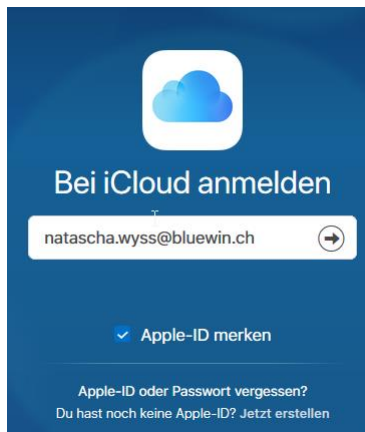 Bei iCloud anmelden
natascha.wyss@bluewin.ch
Apple-ID merken
Apple-ID oder Passwort vergessen?
Du hast noch keine Apple-ID? Jetzt erstellen